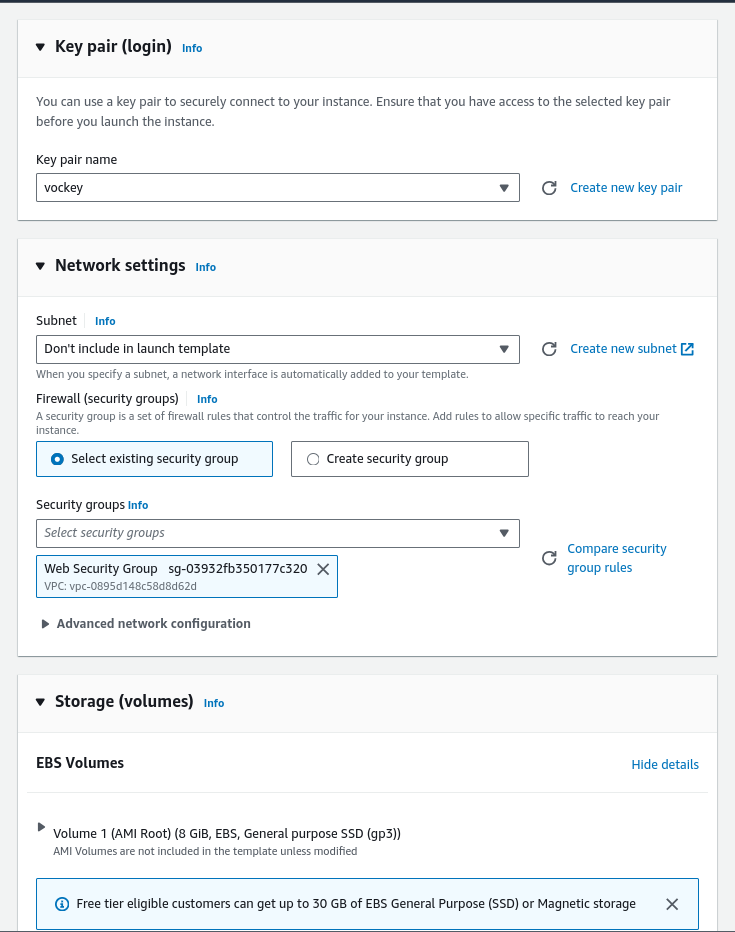 Key pair (login) Info
You can use a key pair to securely connect to your instance. Ensure that you have access to the selected key pair
before you launch the instance.
Key pair name
vockey
Create new key pair
Network settings Info
Subnet Info
Don't include in launch template
Create new subnet
When you specify a subnet, a network interface is automatically added to your template.
Firewall (security groups) Info
A security group is a set of firewall rules that control the traffic for your instance. Add rules to allow specific traffic to reach your
instance.
Select existing security group
Create security group
Security groups Info
Select security groups
Compare security
group rules
Web Security Group sg-03932fb350177c320
VPC: vpc-0895d148c58d8d62d
Advanced network configuration
Storage (volumes) Info
EBS Volumes
Hide details
Volume 1 (AMI Root) (8 GiB, EBS, General purpose SSD (gp3))
AMI Volumes are not included in the template unless modified
Free tier eligible customers can get up to 30 GB of EBS General Purpose (SSD) or Magnetic storage